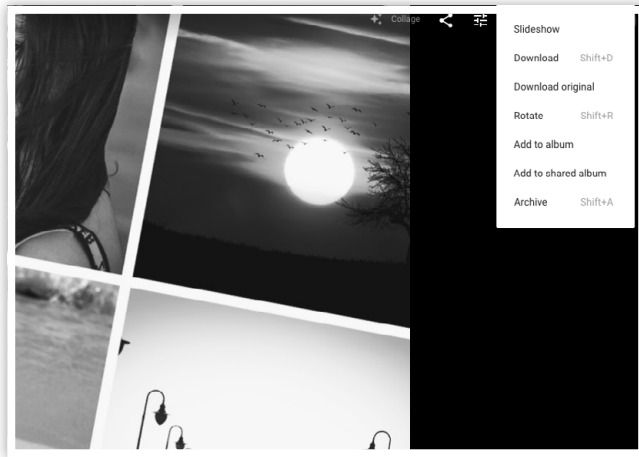 Collage
Slideshow
Download Shift+D
Download original
Rotate Shift+R
Add to album
Add to shared album
Archive Shift+A